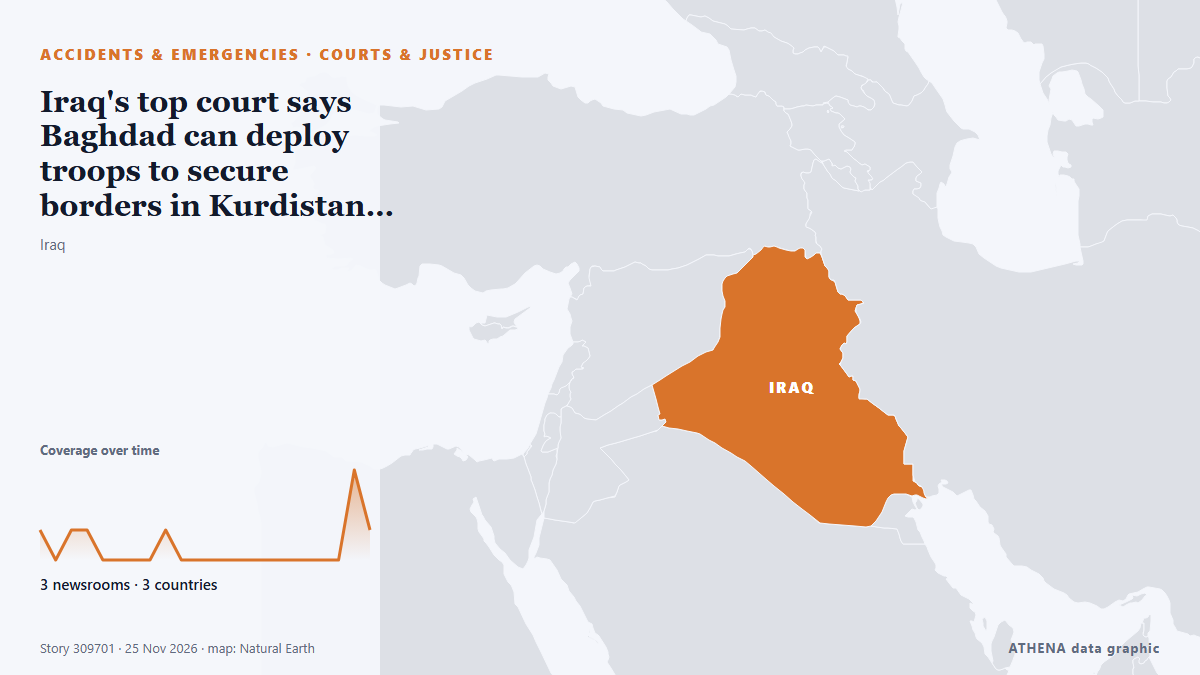 ACCIDENTS & EMERGENCIES · COURTS & JUSTICE
Iraq's top court says
Baghdad can deploy
troops to secure
borders in Kurdistan...
Iraq
IRAQ
Coverage over time
3 newsrooms · 3 countries
Story 309701 · 25 Nov 2026 · map: Natural Earth
ATHENA data graphic